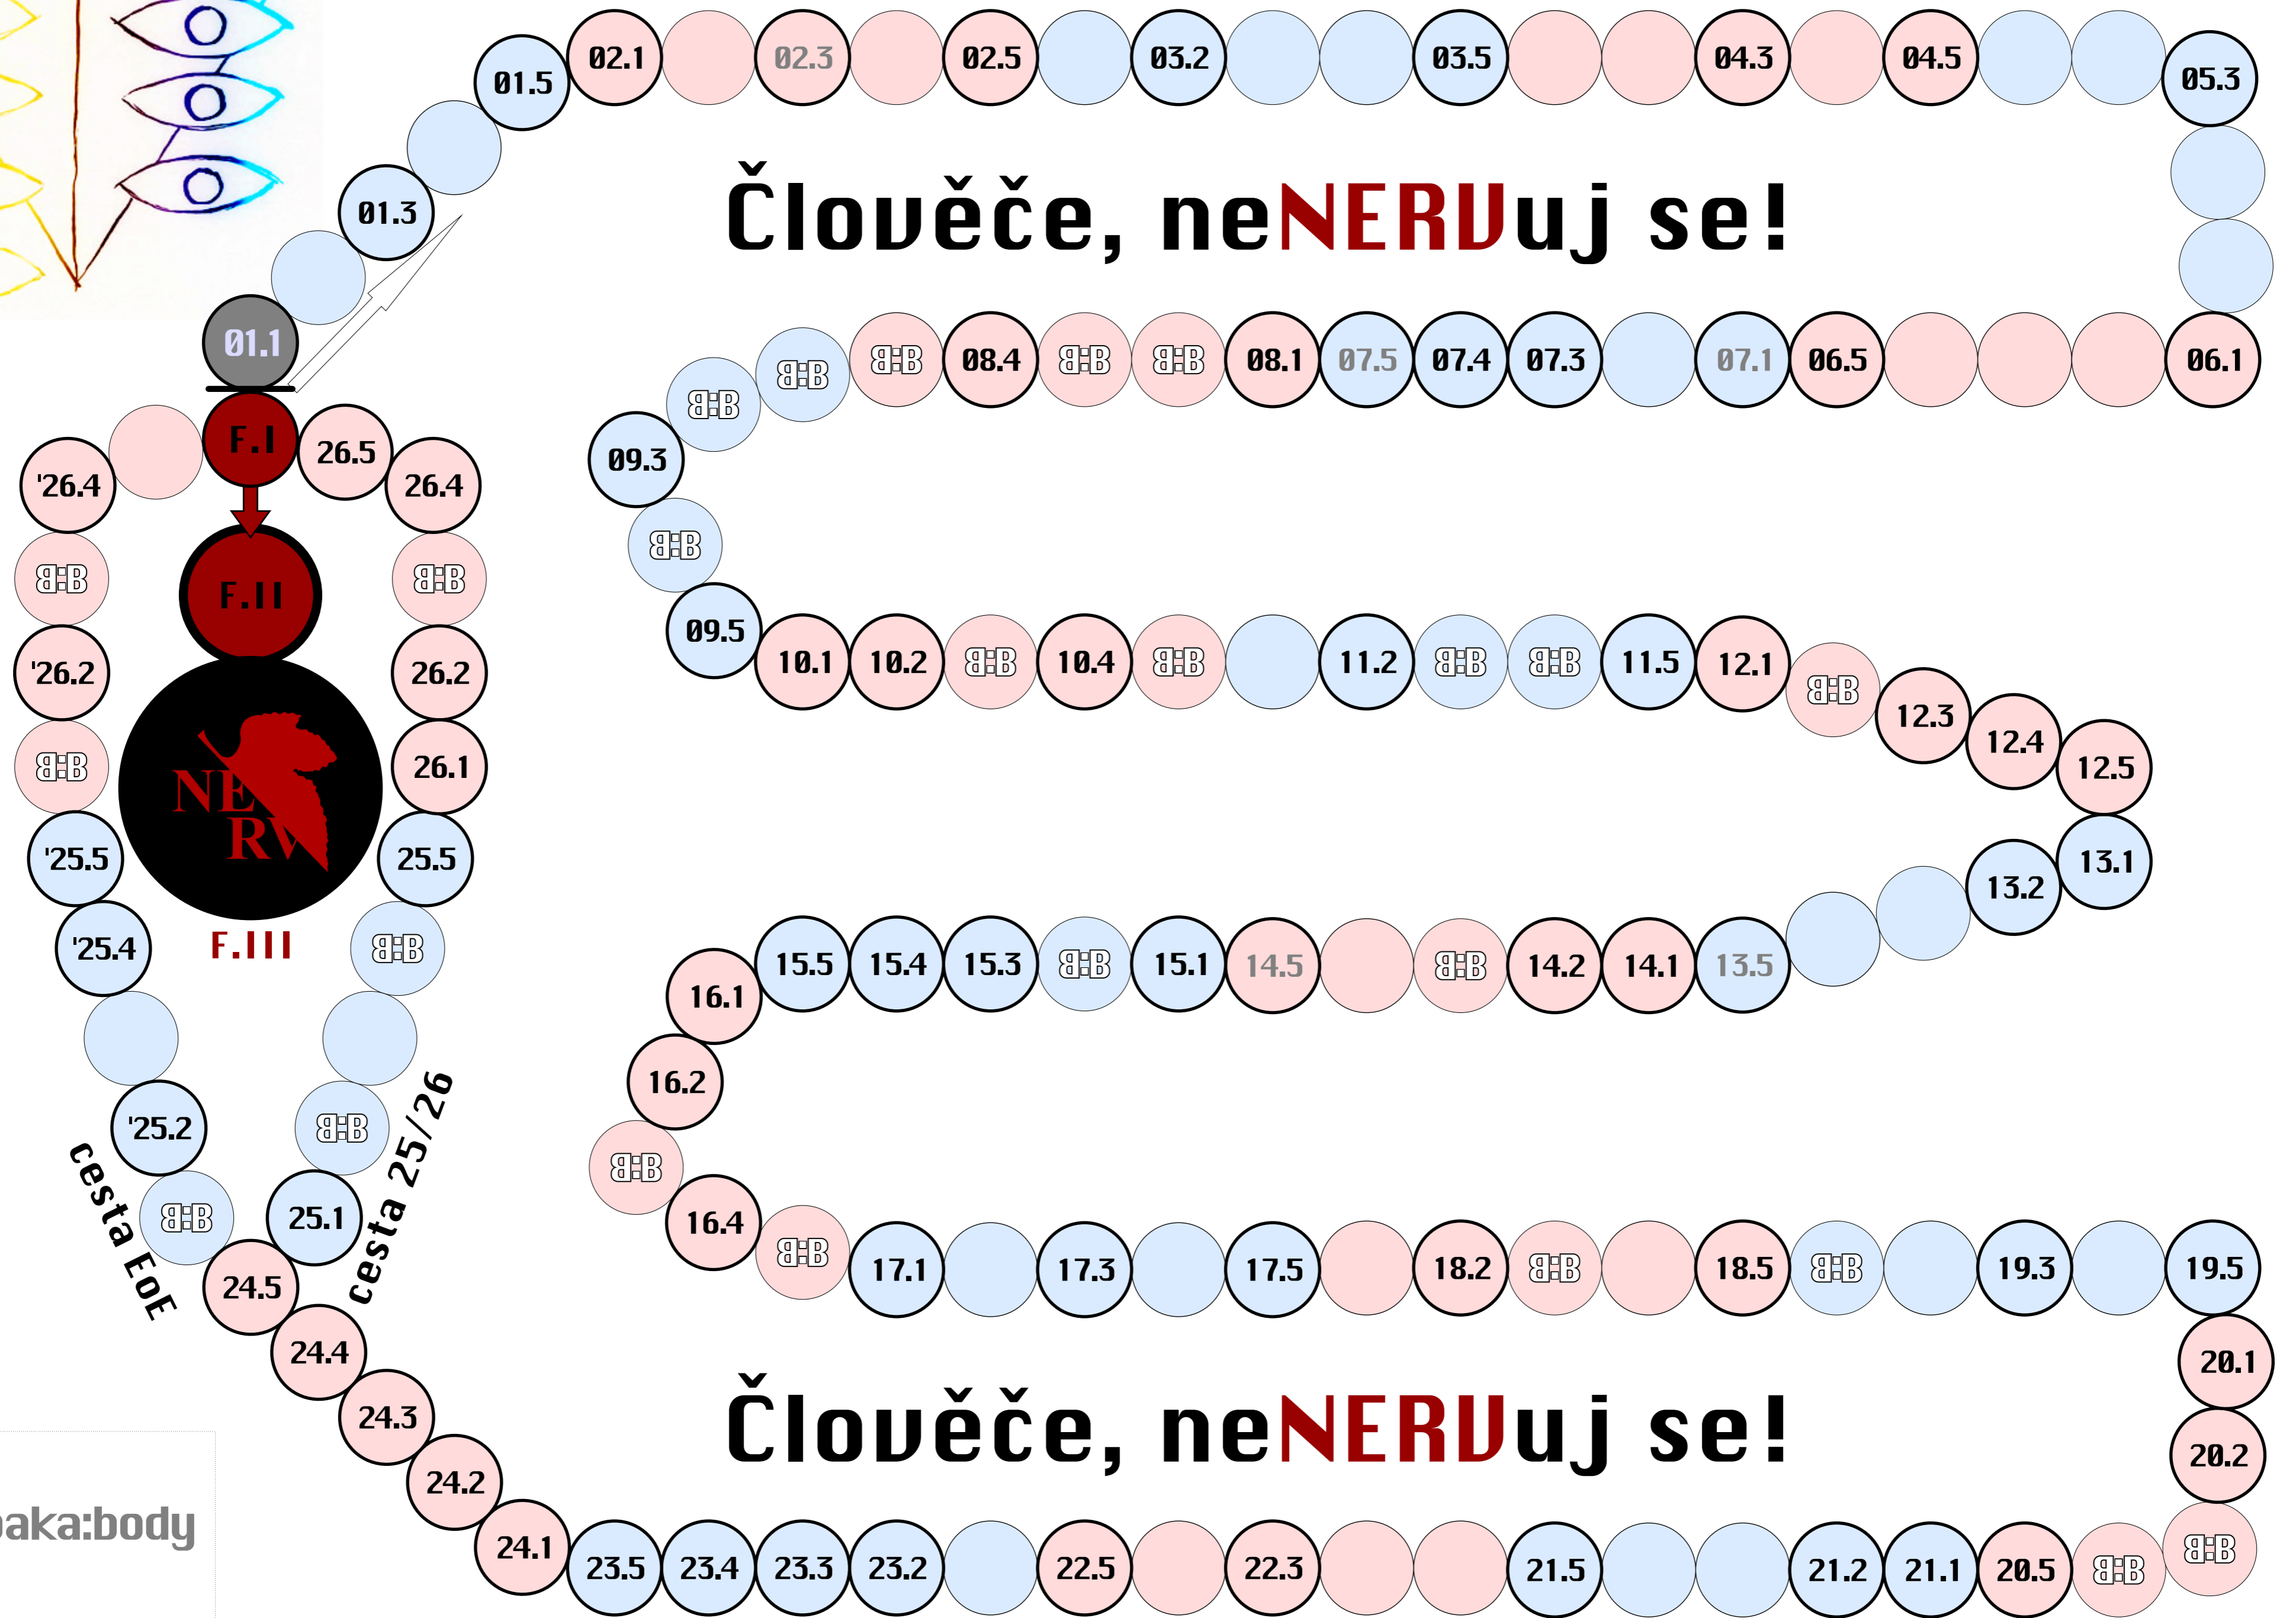 02.1 02.3 02.5 03.2 03.5 04.3 04.5
01.5 05.3
01.3
Člověče, neNERVuj se!
01.1
08.4 B:B B:B 08.1 07.5 07.4 07.3 07.1 06.5 06.1
B:B B:B B:B
09.3
F.I 26.5
'26.4 26.4
B:B B:B B:B
F.II
09.5
'26.2 26.2
10.1 10.2 B:B 10.4 B:B 11.2 B:B B:B 11.5 12.1 B:B 12.3 12.4 12.5
B:B 26.1
NE
RV
'25.5 25.5
13.2 13.1
'25.4 B:B
F.III
16.1 15.5 15.4 15.3 B:B 15.1 14.5 B:B 14.2 14.1 13.5
16.2
'25.2 B:B
B:B
cesta EoE
cesta 25/26
B:B 25.1
16.4 B:B 17.1 17.3 17.5 18.2 B:B 18.5 B:B 19.3 19.5
24.5
24.4 20.1
24.3
Člověče, neNERVuj se!
20.2
24.2
aka:body
24.1 23.5 23.4 23.3 23.2 22.5 22.3 21.5 21.2 21.1 20.5 B:B B:B